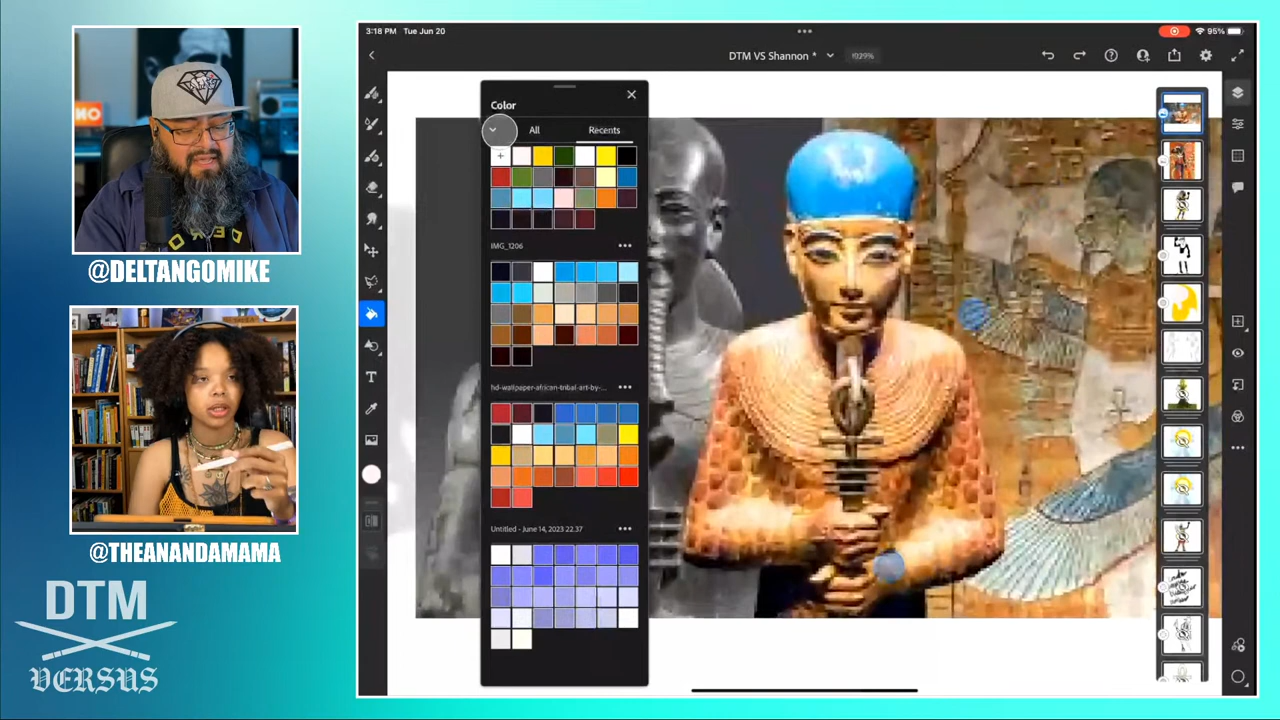 3:18 PM Tue Jun 20
95%
DTM VS Shannon *
Color
All
Recents
IMG_1206
hd-wallpaper-african-tribal-art-by-...
Untitled - June 14, 2023 22.37
@DELTANGOMIKE
@THEANANDAMAMA
DTM
VERSUS